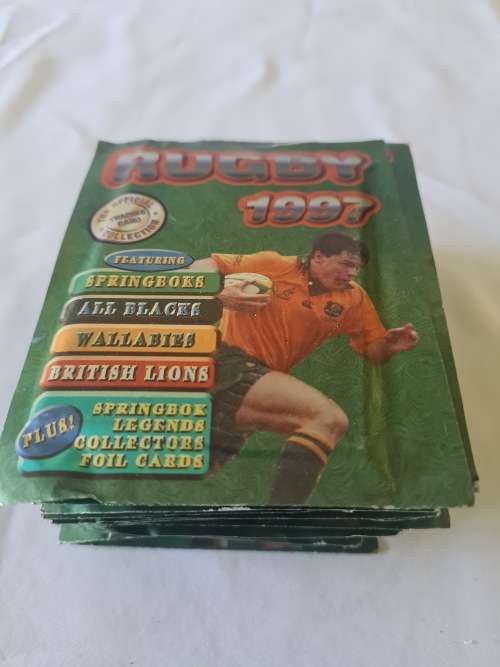 RUGBY
1997
THE OFFICIAL
TRADING
CARD
COLLECTION
FEATURING
SPRINGBOKS
ALL BLACKS
WALLABIES
BRITISH LIONS
PLUS!
SPRINGBOK
LEGENDS
COLLECTORS
FOIL CARDS